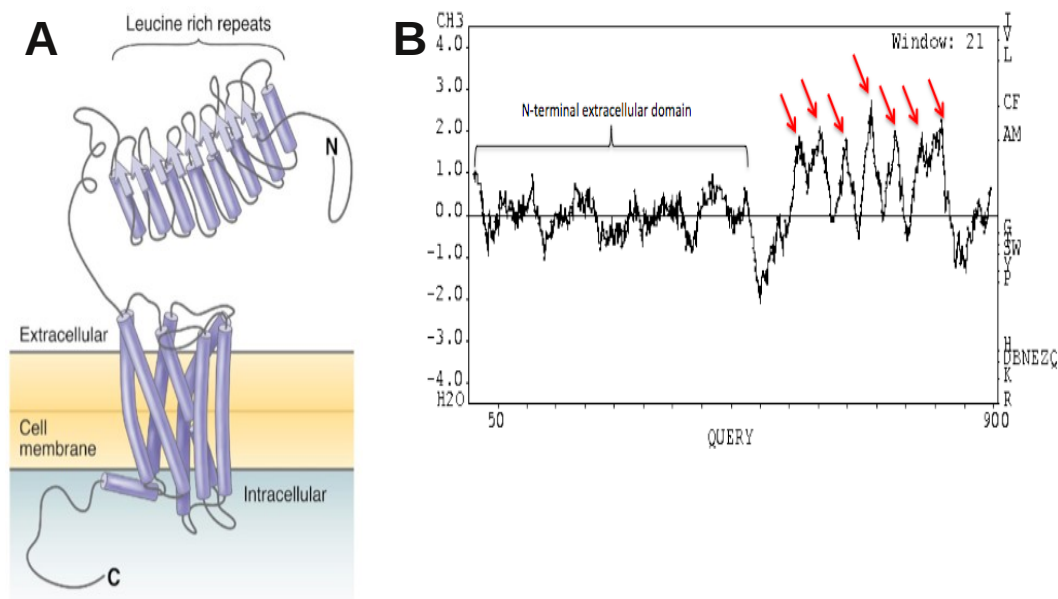 A
Leucine rich repeats
N
Extracellular
Cell
membrane
Intracellular
C
B
CH3
4.0
3.0
2.0
1.0
0.0
-1.0
-2.0
-3.0
-4.0
H2O
Window: 21
N-terminal extracellular domain
I
V
L
CF
AM
G
SW
Y
P
H
DBNEZQ
K
R
50
900
QUERY